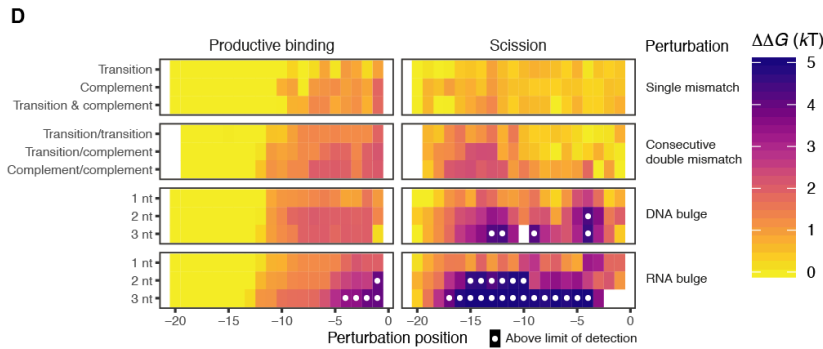 D
Productive binding
Scission
Perturbation
ΔΔG (kT)
Transition
Complement
Transition & complement
Single mismatch
Transition/transition
Transition/complement
Complement/complement
Consecutive
double mismatch
1 nt
2 nt
3 nt
DNA bulge
1 nt
2 nt
3 nt
RNA bulge
5
4
3
2
1
0
−20 −15 −10 −5 0
−20 −15 −10 −5 0
Perturbation position
Above limit of detection